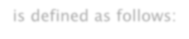 is defined as follows: